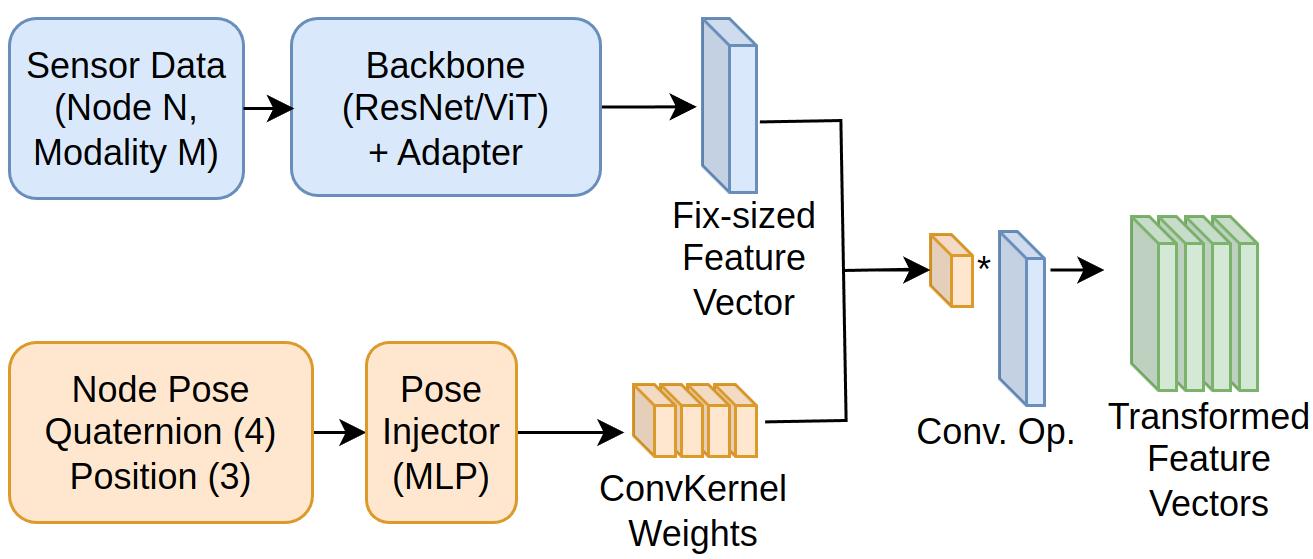 Sensor Data
(Node N,
Modality M)
Backbone
(ResNet/ViT)
+ Adapter
Fix-sized
Feature
Vector
Node Pose
Quaternion (4)
Position (3)
Pose
Injector
(MLP)
ConvKernel
Weights
*
Conv. Op.
Transformed
Feature
Vectors